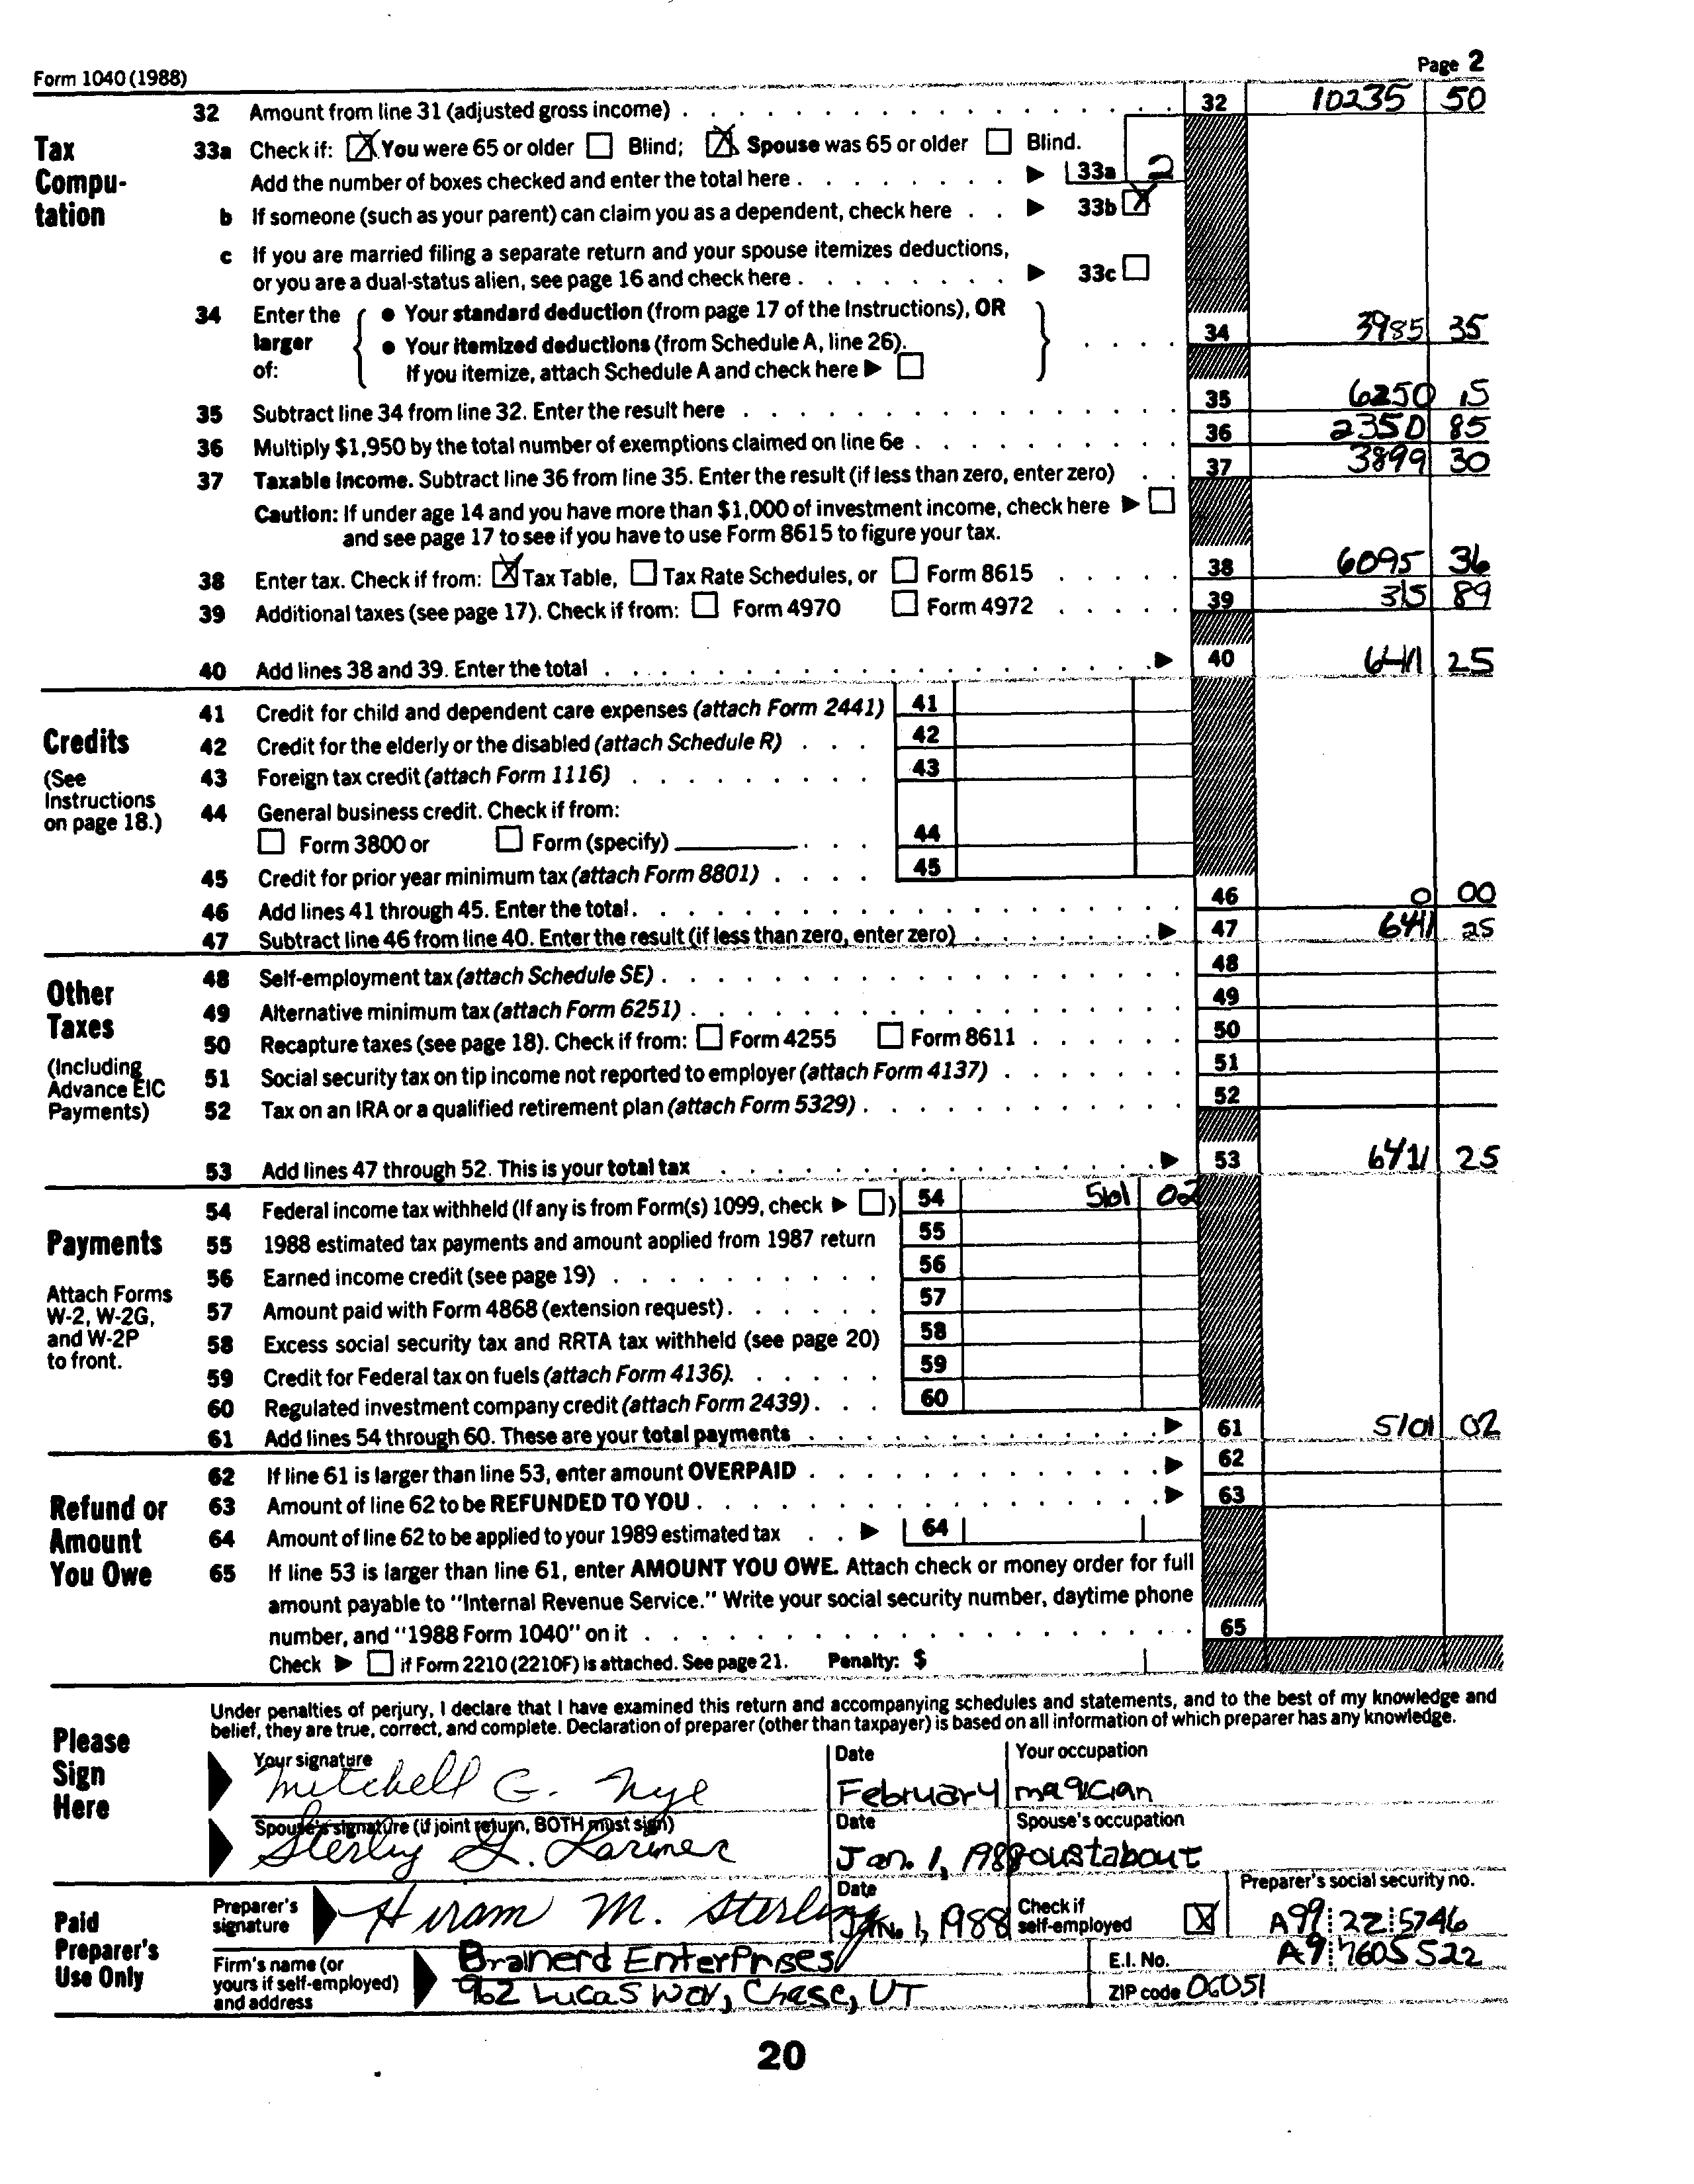 Form 1040 (1988) Page 2
32 Amount from line 31 (adjusted gross income) 32 10235 50
Tax Computation
33a Check if: X You were 65 or older Blind; X Spouse was 65 or older Blind.
Add the number of boxes checked and enter the total here 33a 2
b If someone (such as your parent) can claim you as a dependent, check here 33b X
c If you are married filing a separate return and your spouse itemizes deductions,
or you are a dual-status alien, see page 16 and check here 33c
34 Enter the larger of:
● Your standard deduction (from page 17 of the Instructions), OR
● Your itemized deductions (from Schedule A, line 26).
If you itemize, attach Schedule A and check here ▶
34 3985 35
35 Subtract line 34 from line 32. Enter the result here 35 6250 15
36 Multiply $1,950 by the total number of exemptions claimed on line 6e 36 2350 85
37 Taxable income. Subtract line 36 from line 35. Enter the result (if less than zero, enter zero) 37 3899 30
Caution: If under age 14 and you have more than $1,000 of investment income, check here ▶
and see page 17 to see if you have to use Form 8615 to figure your tax.
38 Enter tax. Check if from: X Tax Table, Tax Rate Schedules, or Form 8615 38 6095 36
39 Additional taxes (see page 17). Check if from: Form 4970 Form 4972 39 315 89
40 Add lines 38 and 39. Enter the total ▶ 40 6411 25
Credits
(See Instructions on page 18.)
41 Credit for child and dependent care expenses (attach Form 2441) 41
42 Credit for the elderly or the disabled (attach Schedule R) 42
43 Foreign tax credit (attach Form 1116) 43
44 General business credit. Check if from:
Form 3800 or Form (specify) 44
45 Credit for prior year minimum tax (attach Form 8801) 45
46 Add lines 41 through 45. Enter the total. 46 0 00
47 Subtract line 46 from line 40. Enter the result (if less than zero, enter zero) ▶ 47 6411 25
Other Taxes
(Including Advance EIC Payments)
48 Self-employment tax (attach Schedule SE) 48
49 Alternative minimum tax (attach Form 6251) 49
50 Recapture taxes (see page 18). Check if from: Form 4255 Form 8611 50
51 Social security tax on tip income not reported to employer (attach Form 4137) 51
52 Tax on an IRA or a qualified retirement plan (attach Form 5329) 52
53 Add lines 47 through 52. This is your total tax ▶ 53 6411 25
Payments
Attach Forms W-2, W-2G, and W-2P to front.
54 Federal income tax withheld (If any is from Form(s) 1099, check ▶ ) 54 5101 02
55 1988 estimated tax payments and amount applied from 1987 return 55
56 Earned income credit (see page 19) 56
57 Amount paid with Form 4868 (extension request) 57
58 Excess social security tax and RRTA tax withheld (see page 20) 58
59 Credit for Federal tax on fuels (attach Form 4136). 59
60 Regulated investment company credit (attach Form 2439) 60
61 Add lines 54 through 60. These are your total payments ▶ 61 5101 02
Refund or Amount You Owe
62 If line 61 is larger than line 53, enter amount OVERPAID ▶ 62
63 Amount of line 62 to be REFUNDED TO YOU ▶ 63
64 Amount of line 62 to be applied to your 1989 estimated tax ▶ 64
65 If line 53 is larger than line 61, enter AMOUNT YOU OWE. Attach check or money order for full
amount payable to "Internal Revenue Service." Write your social security number, daytime phone
number, and "1988 Form 1040" on it 65
Check ▶ if Form 2210 (2210F) is attached. See page 21. Penalty: $
Please Sign Here
Under penalties of perjury, I declare that I have examined this return and accompanying schedules and statements, and to the best of my knowledge and
belief, they are true, correct, and complete. Declaration of preparer (other than taxpayer) is based on all information of which preparer has any knowledge.
Your signature Date Your occupation
Mitchell G. Nye February magician
Spouse's signature (if joint return, BOTH must sign) Date Spouse's occupation
Sterling L. Larimer Jan. 1, 1988 roustabout
Paid Preparer's Use Only
Preparer's signature Hiram M. Sterling Date Jan. 1, 1988 Check if self-employed X Preparer's social security no. A99 22 5746
Firm's name (or yours if self-employed) and address Brainerd Enterprises E.I. No. A9 7605522
962 Lucas Way, Chase, UT ZIP code 06051
20